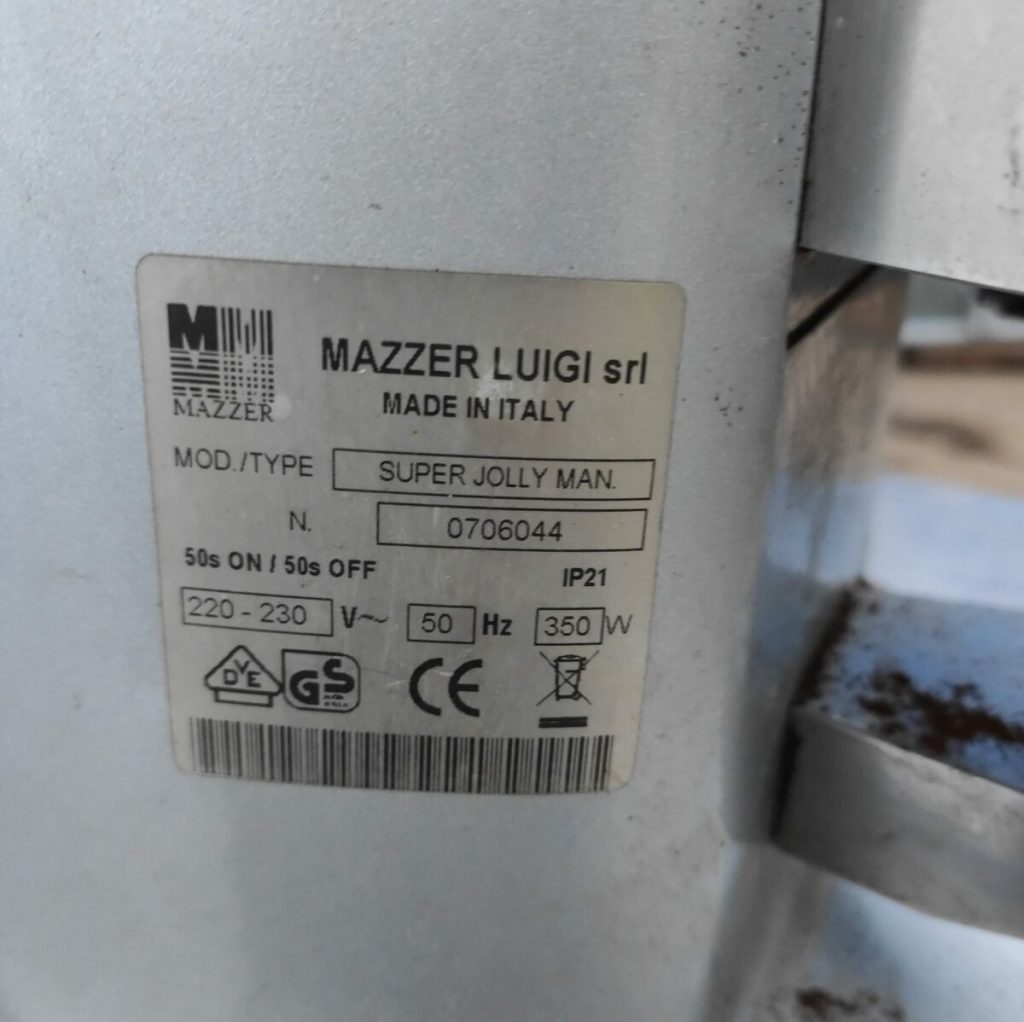 M
MAZZER
MAZZER LUIGI srl
MADE IN ITALY
MOD./TYPE SUPER JOLLY MAN.
N. 0706044
50s ON / 50s OFF IP21
220 - 230 V~ 50 Hz 350 W
DVE GS CE